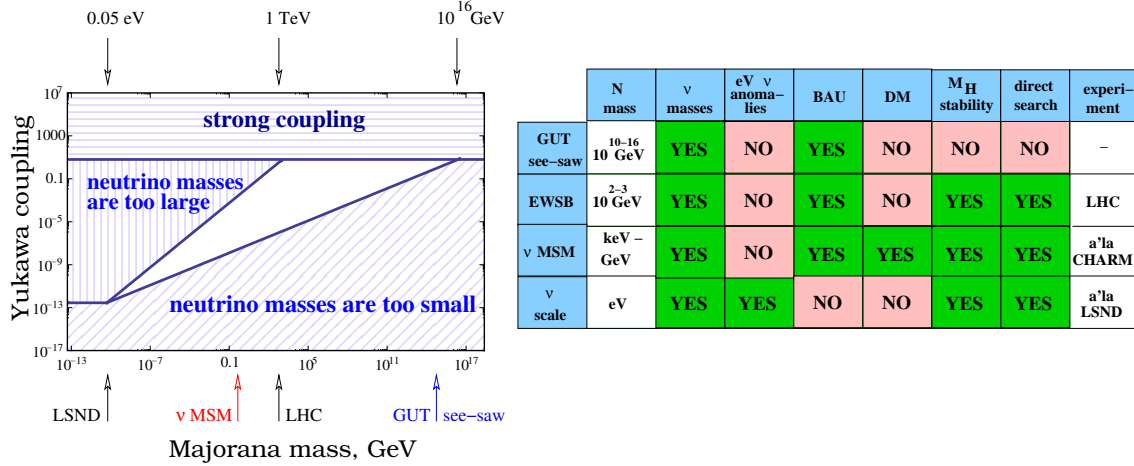 0.05 eV
1 TeV
10^16 GeV
Yukawa coupling
10^7
1000
0.1
10^−5
10^−9
10^−13
10^−17
strong coupling
neutrino masses
are too large
neutrino masses are too small
10^−13
10^−7
0.1
10^5
10^11
10^17
LSND
ν MSM
LHC
GUT see−saw
Majorana mass, GeV
N mass
ν masses
eV ν anoma−lies
BAU
DM
M_H stability
direct search
experi−ment
GUT see−saw
10^10−16 GeV
YES
NO
YES
NO
NO
NO
–
EWSB
10^2−3 GeV
YES
NO
YES
NO
YES
YES
LHC
ν MSM
keV − GeV
YES
NO
YES
YES
YES
YES
a'la CHARM
ν scale
eV
YES
YES
NO
NO
YES
YES
a'la LSND